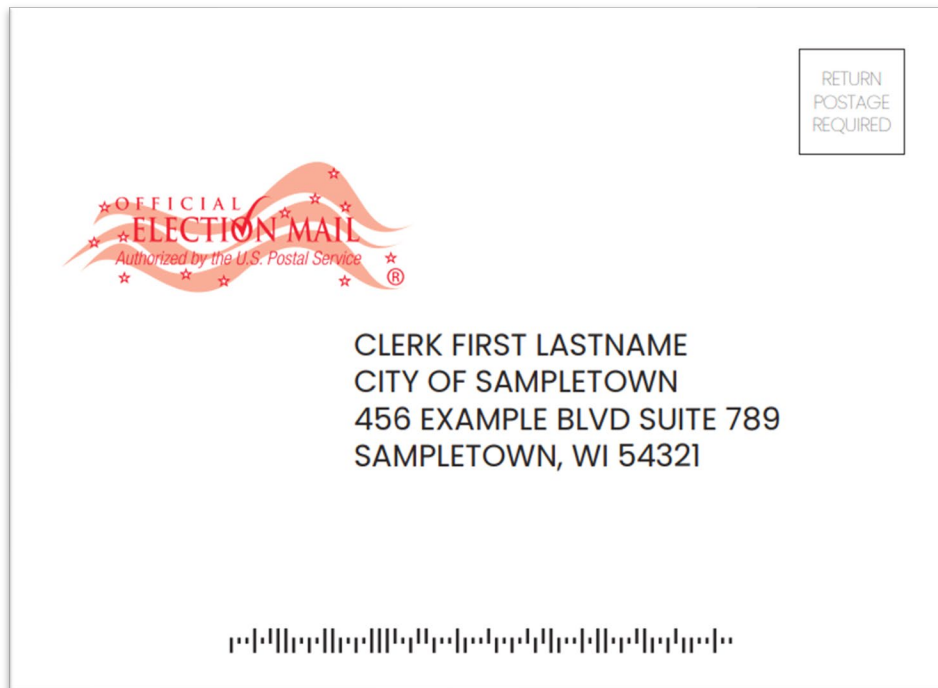 RETURN
POSTAGE
REQUIRED
OFFICIAL
ELECTION MAIL
Authorized by the U.S. Postal Service
®
CLERK FIRST LASTNAME
CITY OF SAMPLETOWN
456 EXAMPLE BLVD SUITE 789
SAMPLETOWN, WI 54321